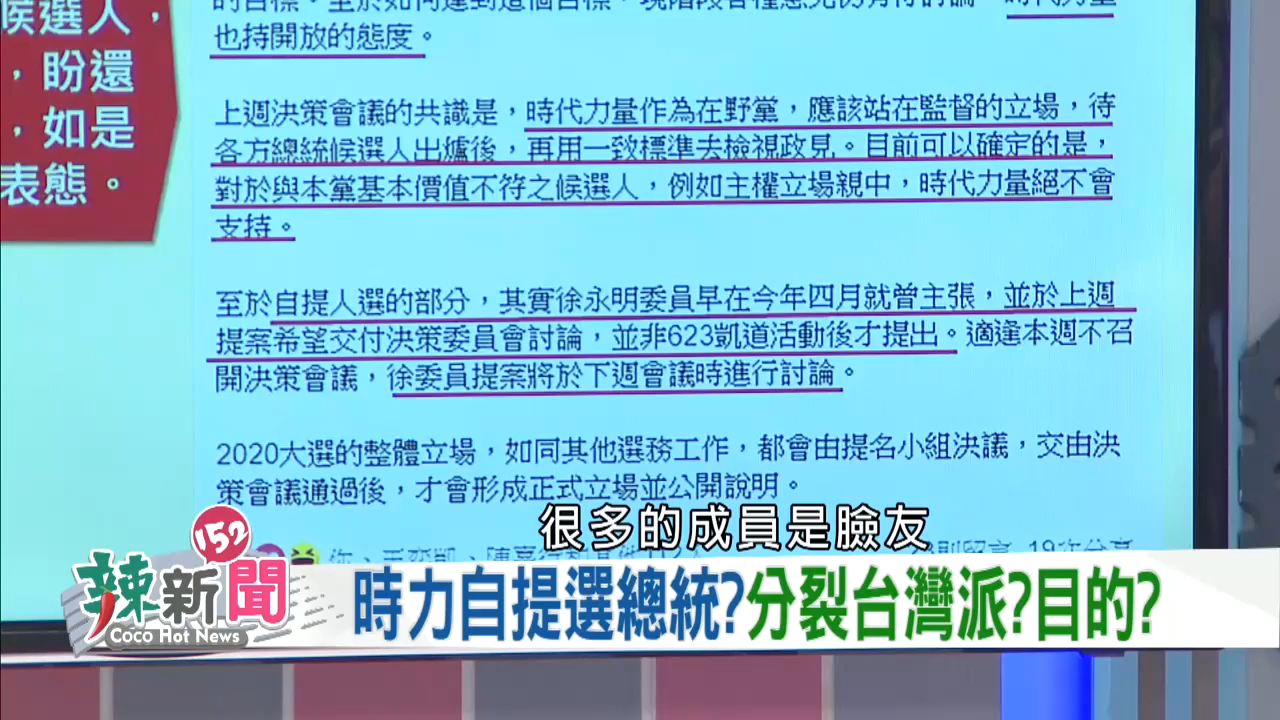 候選人，
，盼還
，如是
表態。
也持開放的態度。
上週決策會議的共識是，時代力量作為在野黨，應該站在監督的立場，待
各方總統候選人出爐後，再用一致標準去檢視政見。目前可以確定的是，
對於與本黨基本價值不符之候選人，例如主權立場親中，時代力量絕不會
支持。
至於自提人選的部分，其實徐永明委員早在今年四月就曾主張，並於上週
提案希望交付決策委員會討論，並非623凱道活動後才提出。適逢本週不召
開決策會議，徐委員提案將於下週會議時進行討論。
2020大選的整體立場，如同其他選務工作，都會由提名小組決議，交由決
策會議通過後，才會形成正式立場並公開說明。
很多的成員是臉友
152
辣新聞
Coco Hot News
時力自提選總統?分裂台灣派?目的?